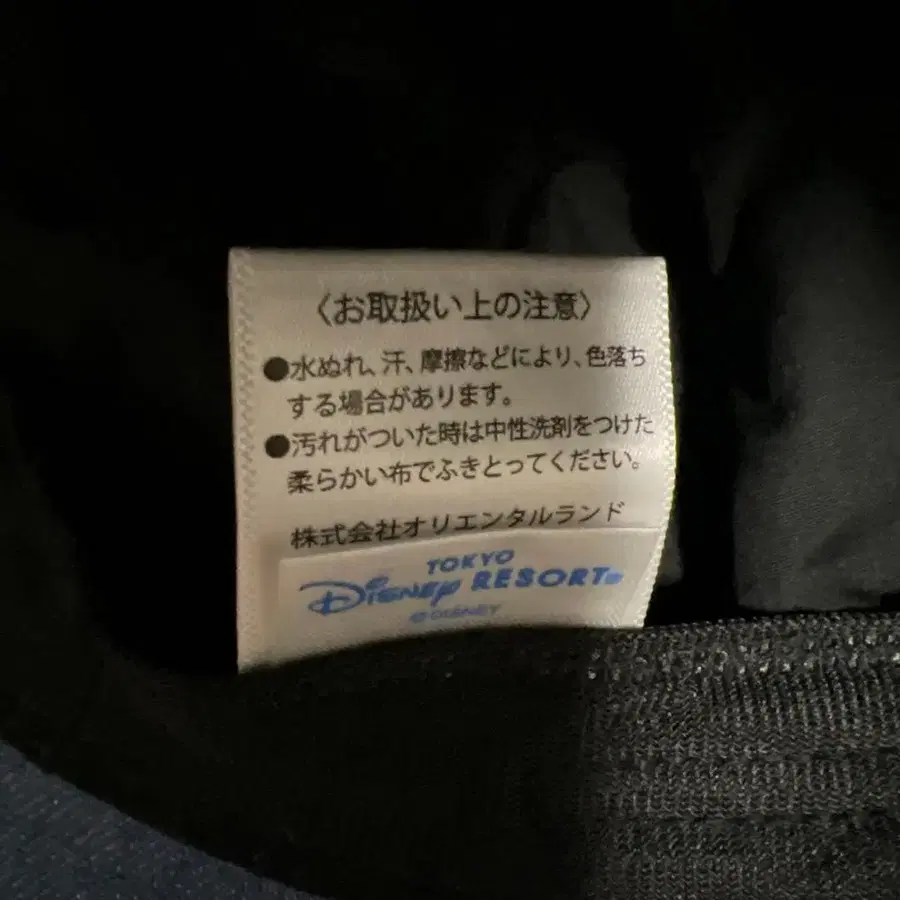 〈お取扱い上の注意〉
●水ぬれ、汗、摩擦などにより、色落ち
する場合があります。
●汚れがついた時は中性洗剤をつけた
柔らかい布でふきとってください。
株式会社オリエンタルランド
TOKYO
DISNEY RESORT®
© DISNEY